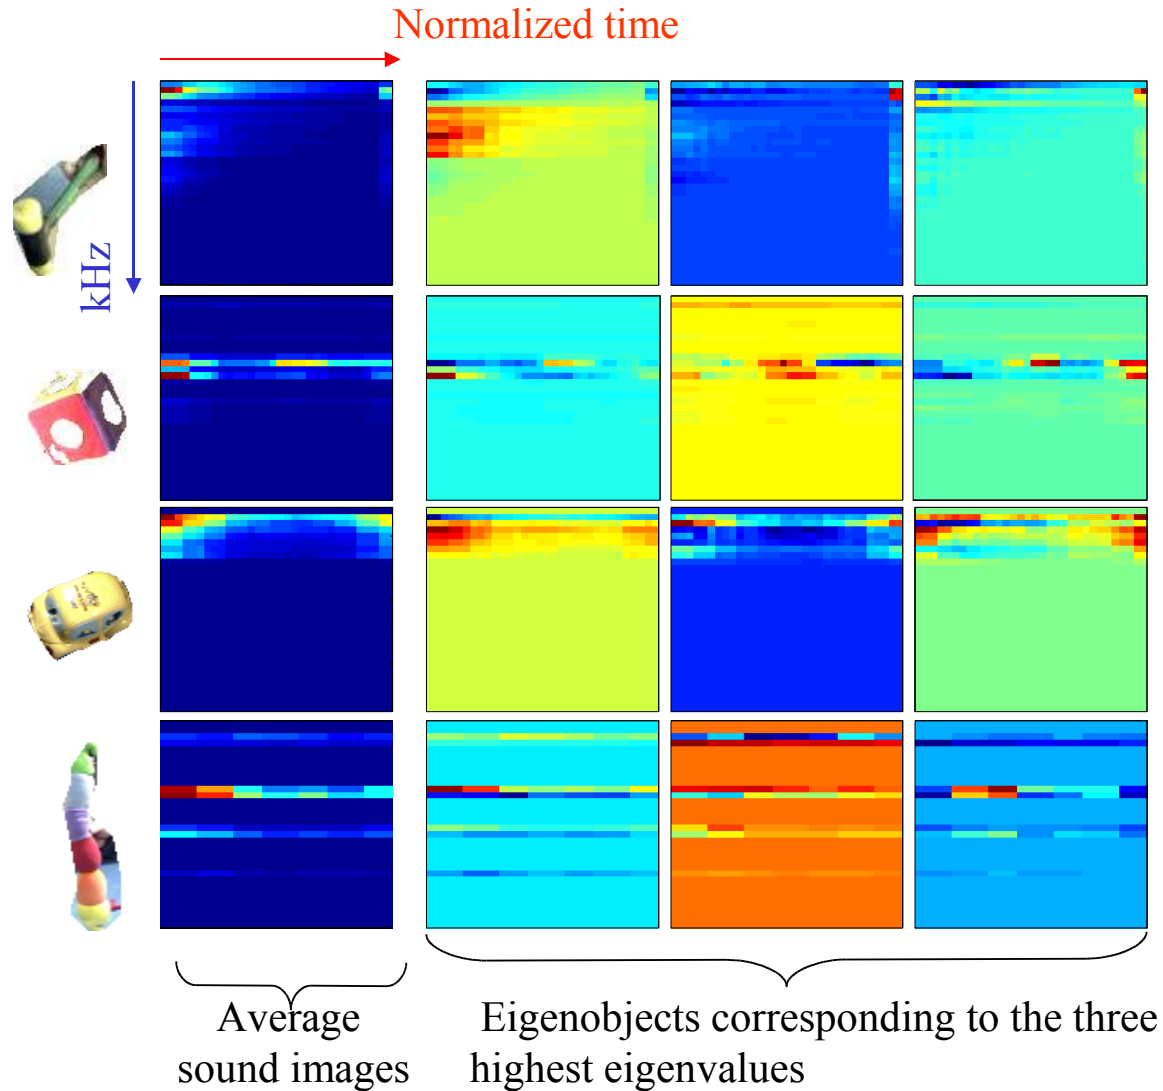 Normalized time
kHz
Average
sound images
Eigenobjects corresponding to the three
highest eigenvalues